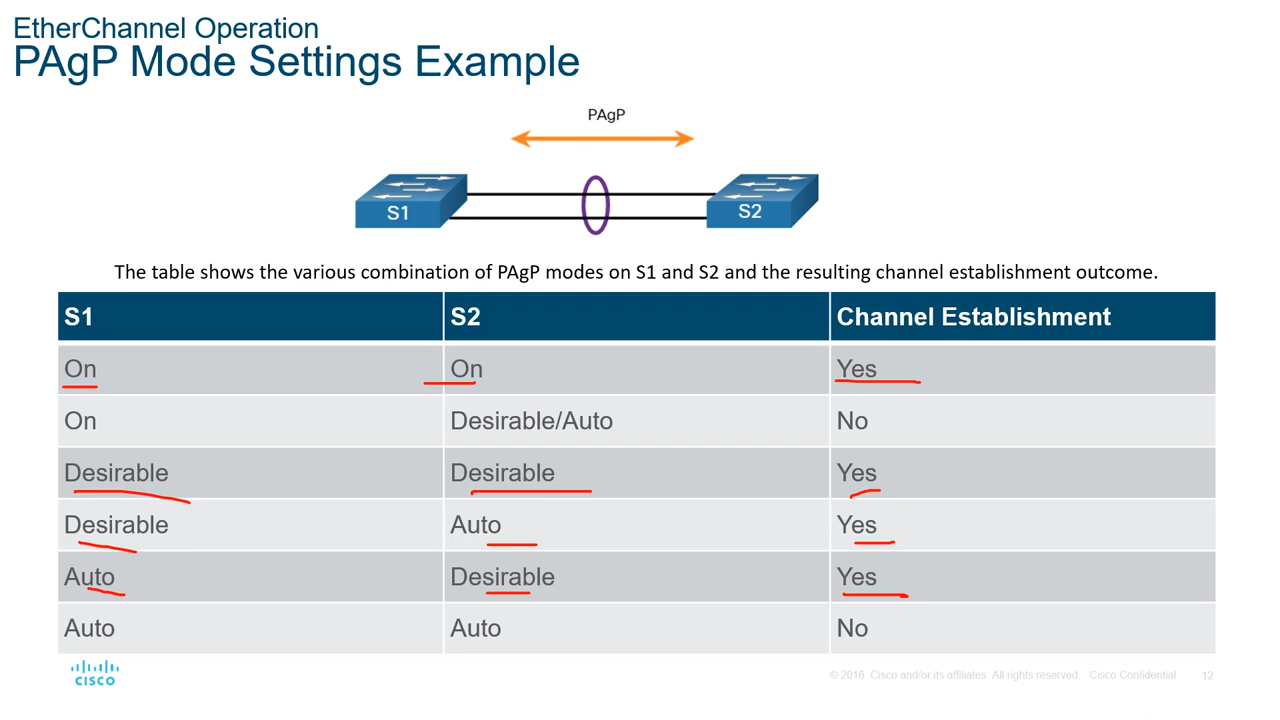 EtherChannel Operation
PAgP Mode Settings Example
PAgP
S1
S2
The table shows the various combination of PAgP modes on S1 and S2 and the resulting channel establishment outcome.
S1 S2 Channel Establishment
On On Yes
On Desirable/Auto No
Desirable Desirable Yes
Desirable Auto Yes
Auto Desirable Yes
Auto Auto No
CISCO
© 2016 Cisco and/or its affiliates. All rights reserved. Cisco Confidential 12